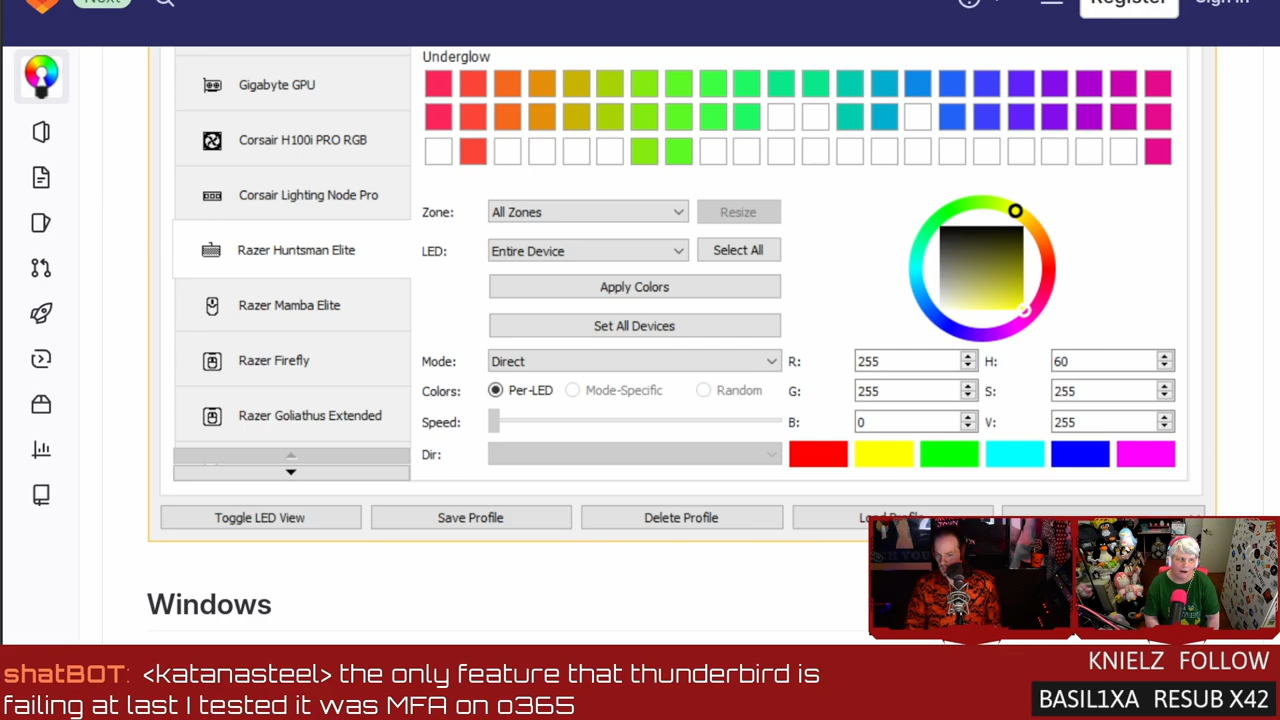 Next
Register
Sign in
Underglow
Gigabyte GPU
Corsair H100i PRO RGB
Corsair Lighting Node Pro
Razer Huntsman Elite
Razer Mamba Elite
Razer Firefly
Razer Goliathus Extended
Zone: All Zones Resize
LED: Entire Device Select All
Apply Colors
Set All Devices
Mode: Direct R: 255 H: 60
Colors: Per-LED Mode-Specific Random G: 255 S: 255
Speed: B: 0 V: 255
Dir:
Toggle LED View Save Profile Delete Profile
Windows
shatBOT: <katanasteel> the only feature that thunderbird is
failing at last I tested it was MFA on o365
KNIELZ FOLLOW
BASIL1XA RESUB X42